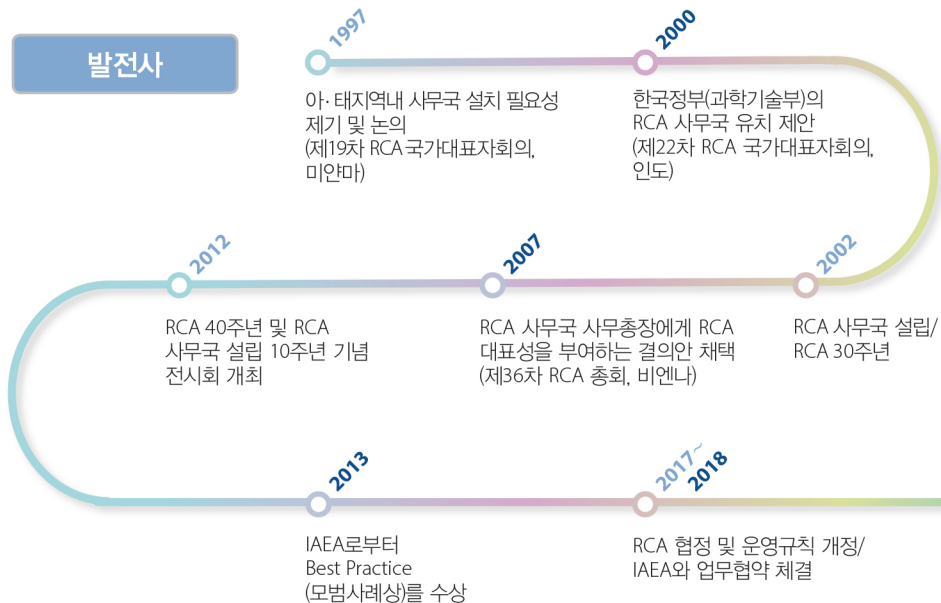 발전사
1997
아·태지역내 사무국 설치 필요성
제기 및 논의
(제19차 RCA 국가대표자회의,
미얀마)
2000
한국정부(과학기술부)의
RCA 사무국 유치 제안
(제22차 RCA 국가대표자회의,
인도)
2002
RCA 사무국 설립/
RCA 30주년
2007
RCA 사무국 사무총장에게 RCA
대표성을 부여하는 결의안 채택
(제36차 RCA 총회, 비엔나)
2012
RCA 40주년 및 RCA
사무국 설립 10주년 기념
전시회 개최
2013
IAEA로부터
Best Practice
(모범사례상)를 수상
2017~
2018
RCA 협정 및 운영규칙 개정/
IAEA와 업무협약 체결